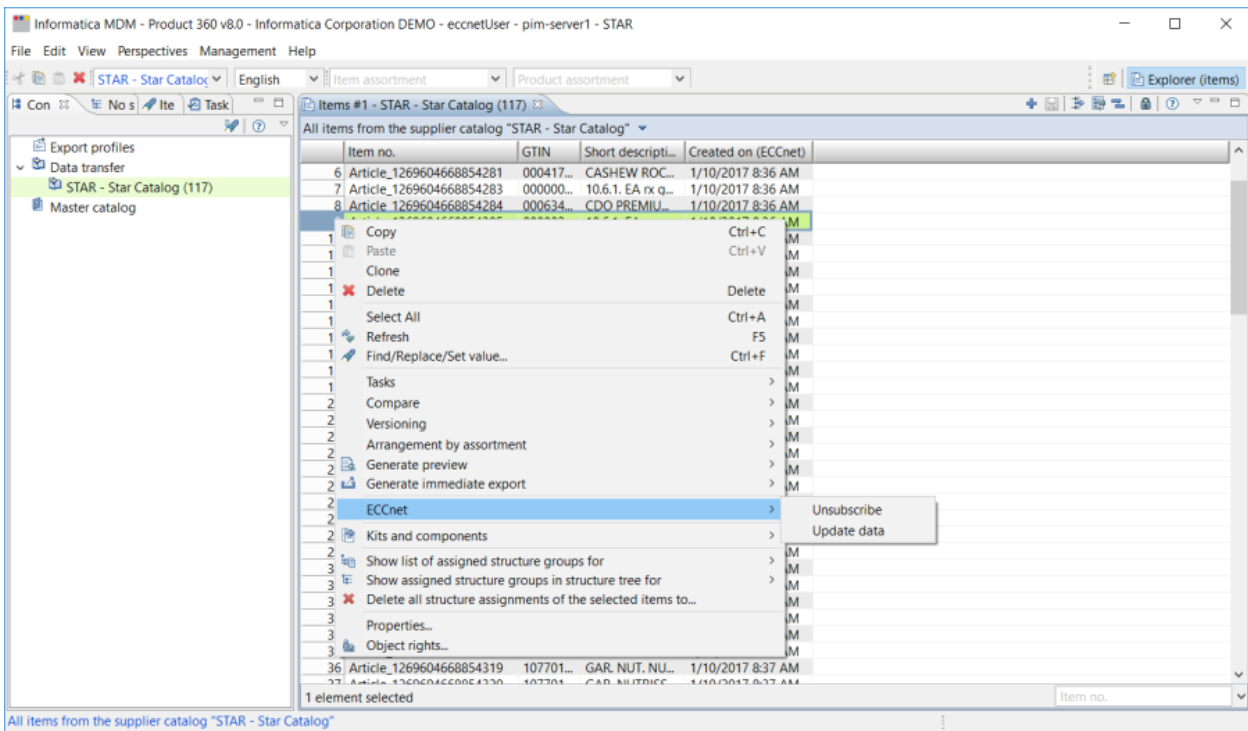 Informatica MDM - Product 360 v8.0 - Informatica Corporation DEMO - eccnetUser - pim-server1 - STAR
File Edit View Perspectives Management Help
STAR - Star Catalog English Item assortment Product assortment Explorer (items)
Con No s Ite Task Items #1 - STAR - Star Catalog (117)
All items from the supplier catalog "STAR - Star Catalog"
Export profiles
Data transfer
STAR - Star Catalog (117)
Master catalog
Item no. GTIN Short descripti... Created on (ECCnet)
6 Article_1269604668854281 000417... CASHEW ROC... 1/10/2017 8:36 AM
7 Article_1269604668854283 000000... 10.6.1. EA rx g... 1/10/2017 8:36 AM
8 Article_1269604668854284 000634... CDO PREMIU... 1/10/2017 8:36 AM
Copy Ctrl+C
Paste Ctrl+V
Clone
Delete Delete
Select All Ctrl+A
Refresh F5
Find/Replace/Set value... Ctrl+F
Tasks
Compare
Versioning
Arrangement by assortment
Generate preview
Generate immediate export
ECCnet
Unsubscribe
Update data
Kits and components
Show list of assigned structure groups for
Show assigned structure groups in structure tree for
Delete all structure assignments of the selected items to...
Properties...
Object rights...
36 Article_1269604668854319 107701... GAR. NUT. NU... 1/10/2017 8:37 AM
1 element selected Item no.
All items from the supplier catalog "STAR - Star Catalog"